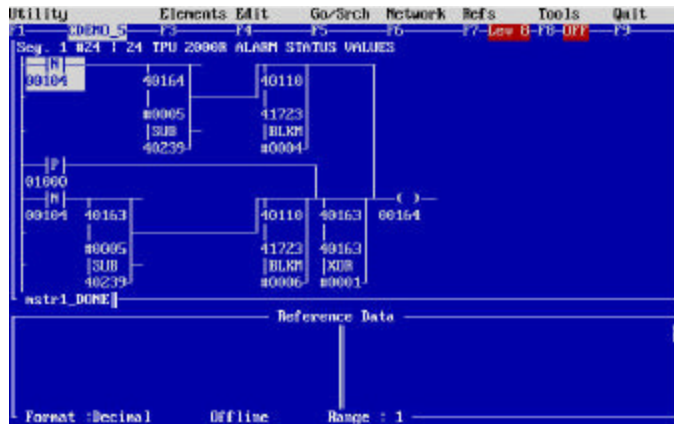 Utility Elements Edit Go/Srch Network Refs Tools Quit
F1 CDEMO_5 F3 F4 F5 F6 F7-Lev 8-F8-OFF-F9
Seg. 1 #24 | 24 TPU 2000R ALARM STATUS VALUES
|N|
00104 40164 40110
#0005 41723
|SUB |BLKM
40239 #0004
|P|
01000
|N| ( )
00104 40163 40110 40163 00164
#0005 41723 40163
|SUB |BLKM |XOR
40239 #0006 #0001
mstr1_DONE
Reference Data
Format :Decimal Offline Range : 1